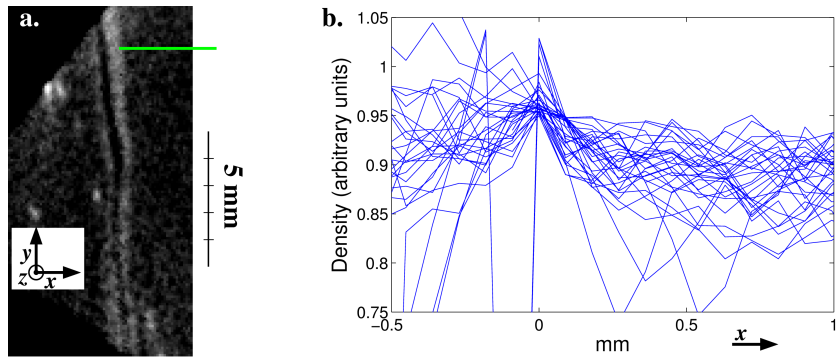 a.
5 mm
y
z
x
b.
Density (arbitrary units)
1.05
1
0.95
0.9
0.85
0.8
0.75
−0.5
0
0.5
1
mm
x